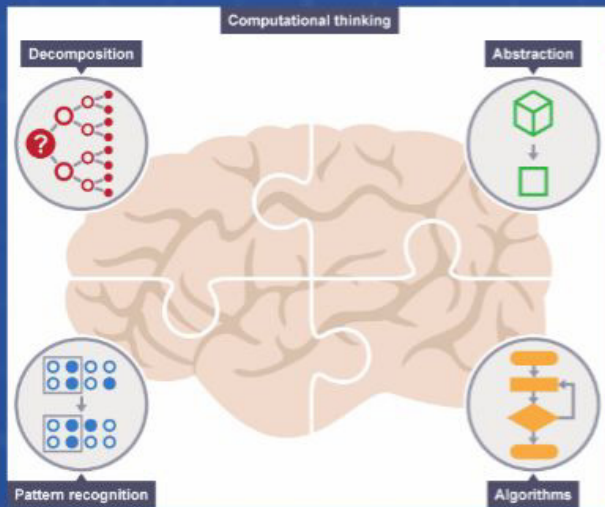 Computational thinking
Decomposition
Abstraction
?
Pattern recognition
Algorithms